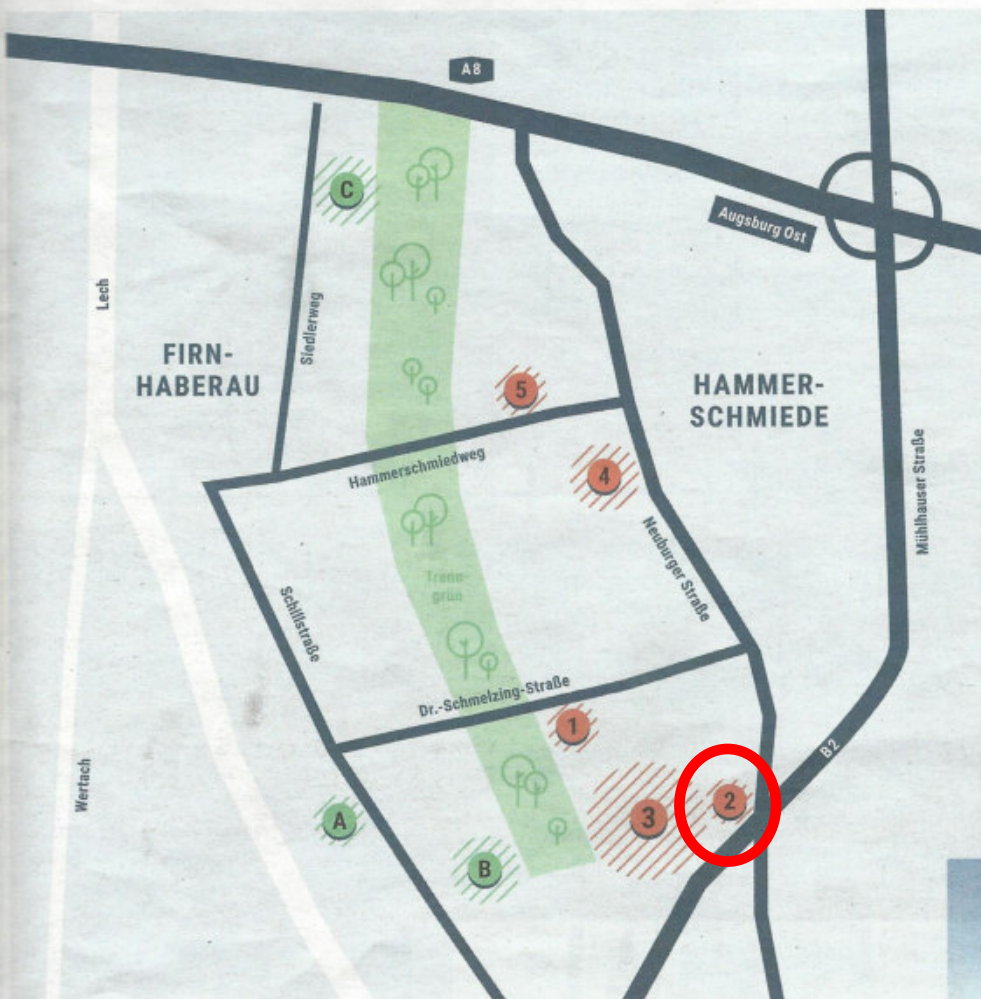 A8
C
Augsburg Ost
Lech
Siedlerweg
FIRN-
HABERAU
5
HAMMER-
SCHMIEDE
Hammerschmiedweg
4
Mühlhauser Straße
Neuburger Straße
Trenn-
grün
Schillstraße
Dr.-Schmelzing-Straße
1
B2
Wertach
A
3
2
B